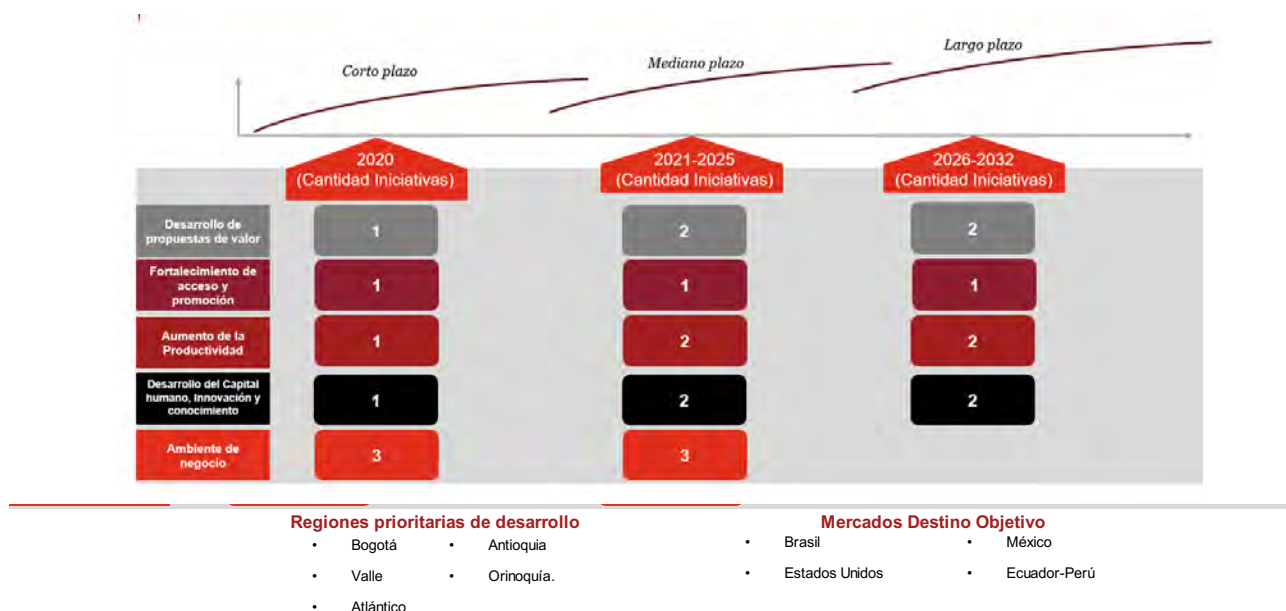 Corto plazo
Mediano plazo
Largo plazo
2020
(Cantidad Iniciativas)
2021-2025
(Cantidad Iniciativas)
2026-2032
(Cantidad Iniciativas)
Desarrollo de
propuestas de valor
1
2
2
Fortalecimiento de
acceso y
promoción
1
1
1
Aumento de la
Productividad
1
2
2
Desarrollo del Capital
humano, Innovación y
conocimiento
1
2
2
Ambiente de
negocio
3
3
Regiones prioritarias de desarrollo
• Bogotá
• Antioquia
• Valle
• Orinoquía.
• Atlántico
Mercados Destino Objetivo
• Brasil
• México
• Estados Unidos
• Ecuador-Perú